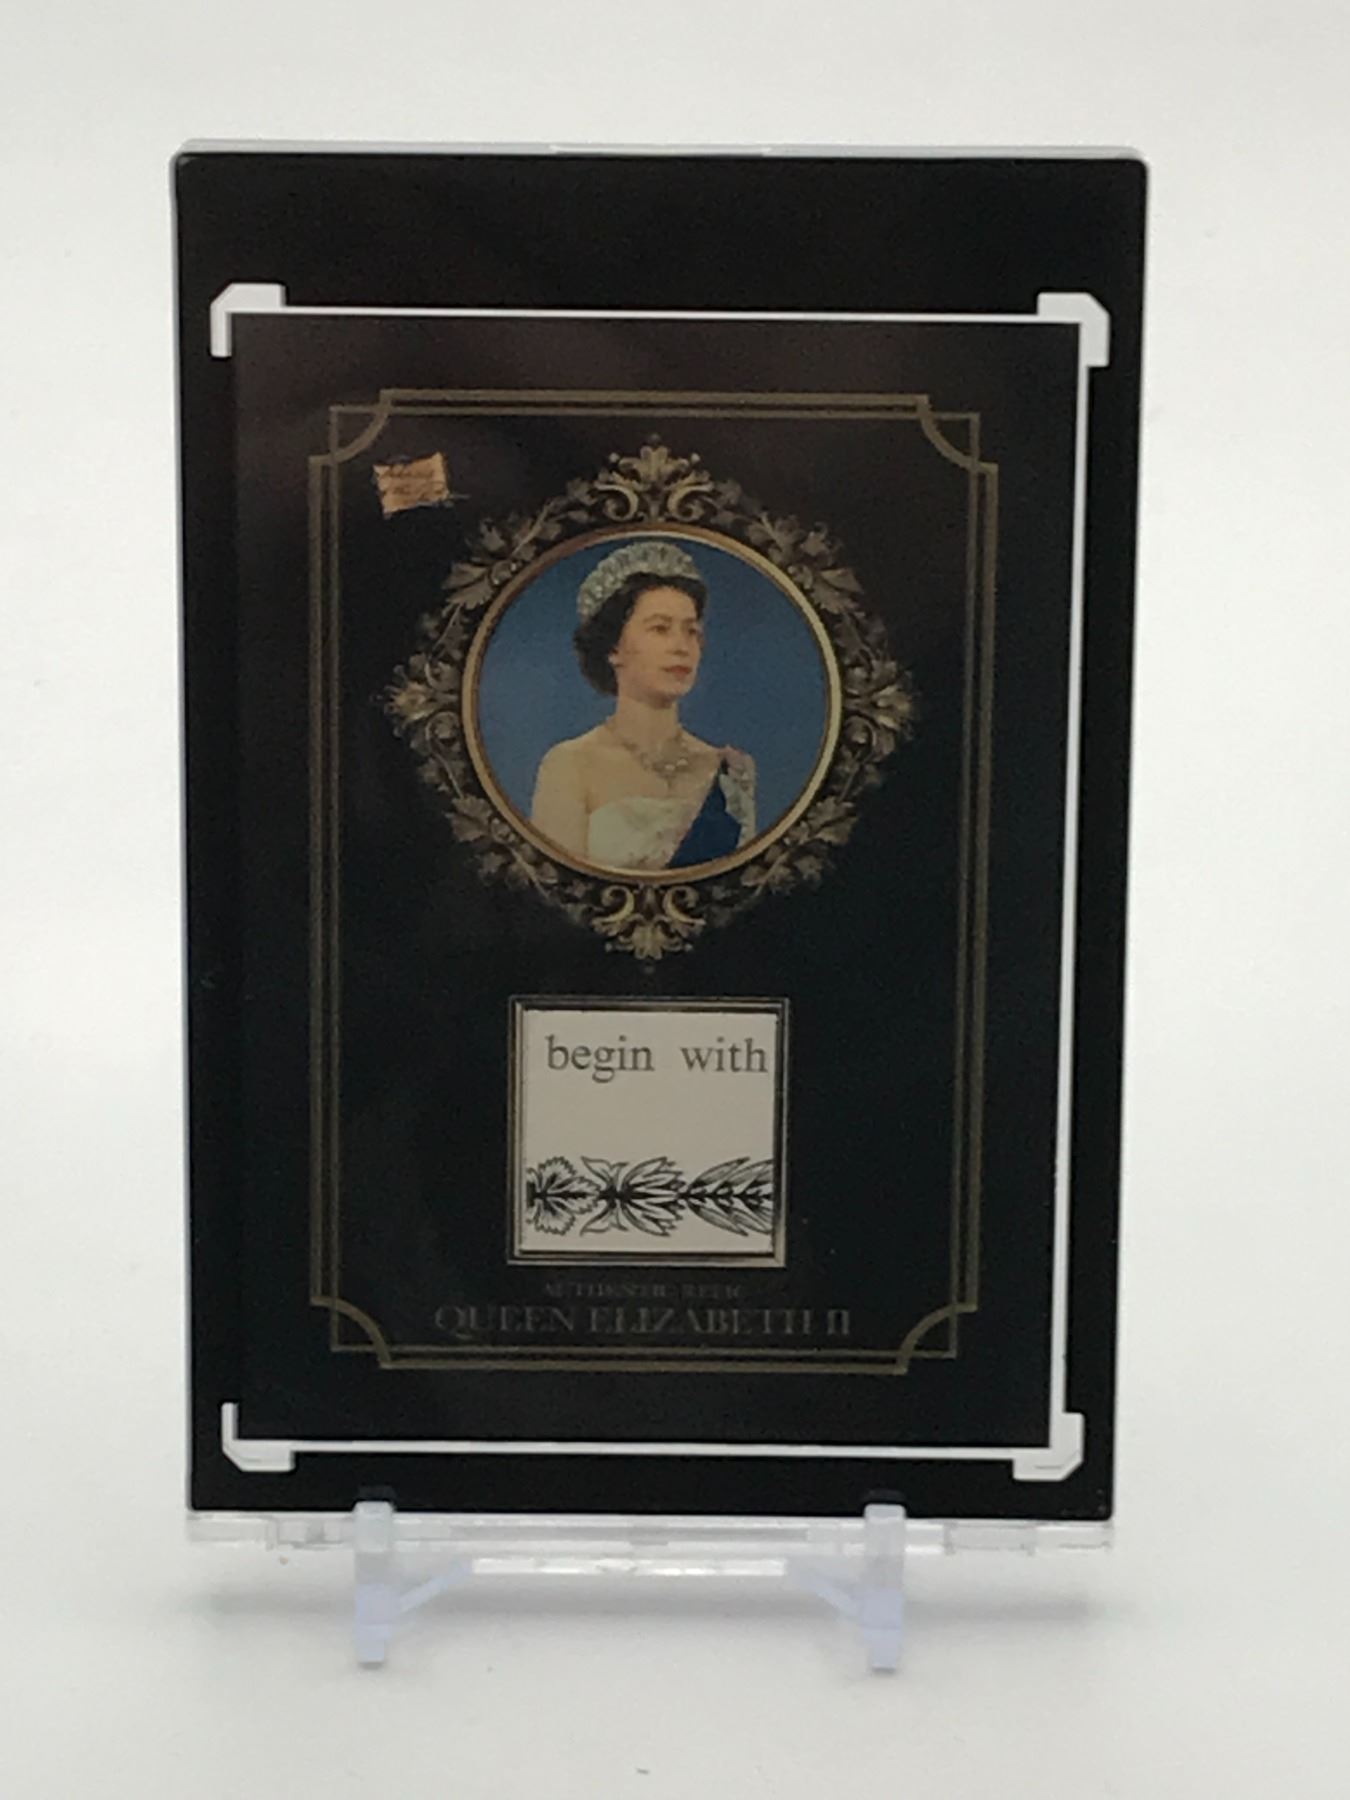 begin with
AUTHENTIC RELIC
QUEEN ELIZABETH II